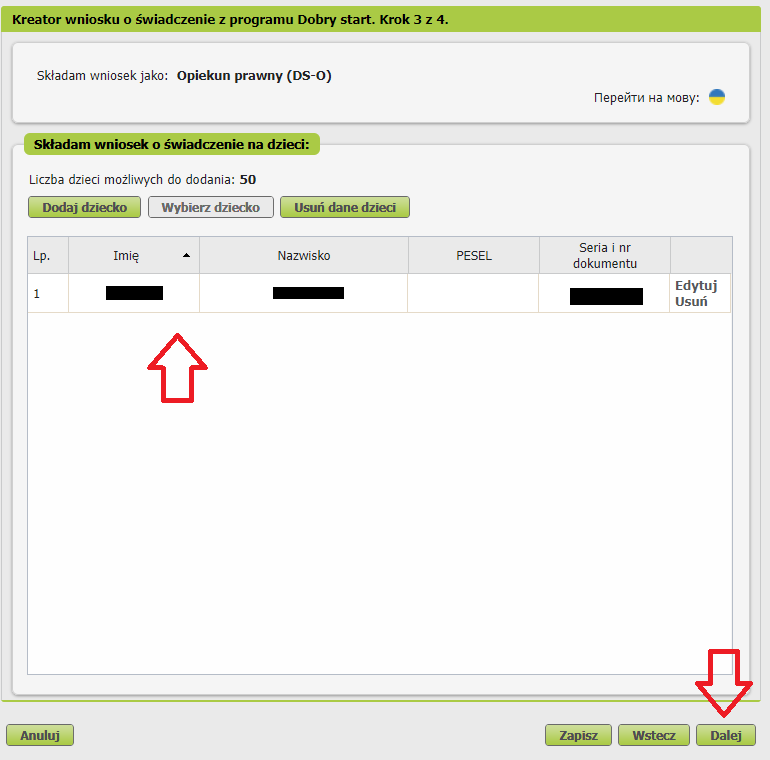 Kreator wniosku o świadczenie z programu Dobry start. Krok 3 z 4.
Składam wniosek jako: Opiekun prawny (DS-O)
Перейти на мову:
Składam wniosek o świadczenie na dzieci:
Liczba dzieci możliwych do dodania: 50
Dodaj dziecko Wybierz dziecko Usuń dane dzieci
Lp. Imię Nazwisko PESEL Seria i nr dokumentu
1 Edytuj
Usuń
Anuluj Zapisz Wstecz Dalej